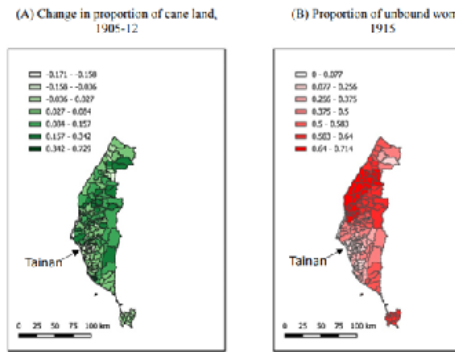 (A) Change in proportion of cane land,
1905-12
-0.171 - -0.158
-0.158 - -0.036
-0.036 - 0.027
0.027 - 0.084
0.084 - 0.157
0.157 - 0.342
0.342 - 0.729
Tainan
0 25 50 75 100 km
(B) Proportion of unbound wom
1915
0 - 0.077
0.077 - 0.256
0.256 - 0.375
0.375 - 0.5
0.5 - 0.583
0.583 - 0.64
0.64 - 0.714
Tainan
0 25 50 75 100 km